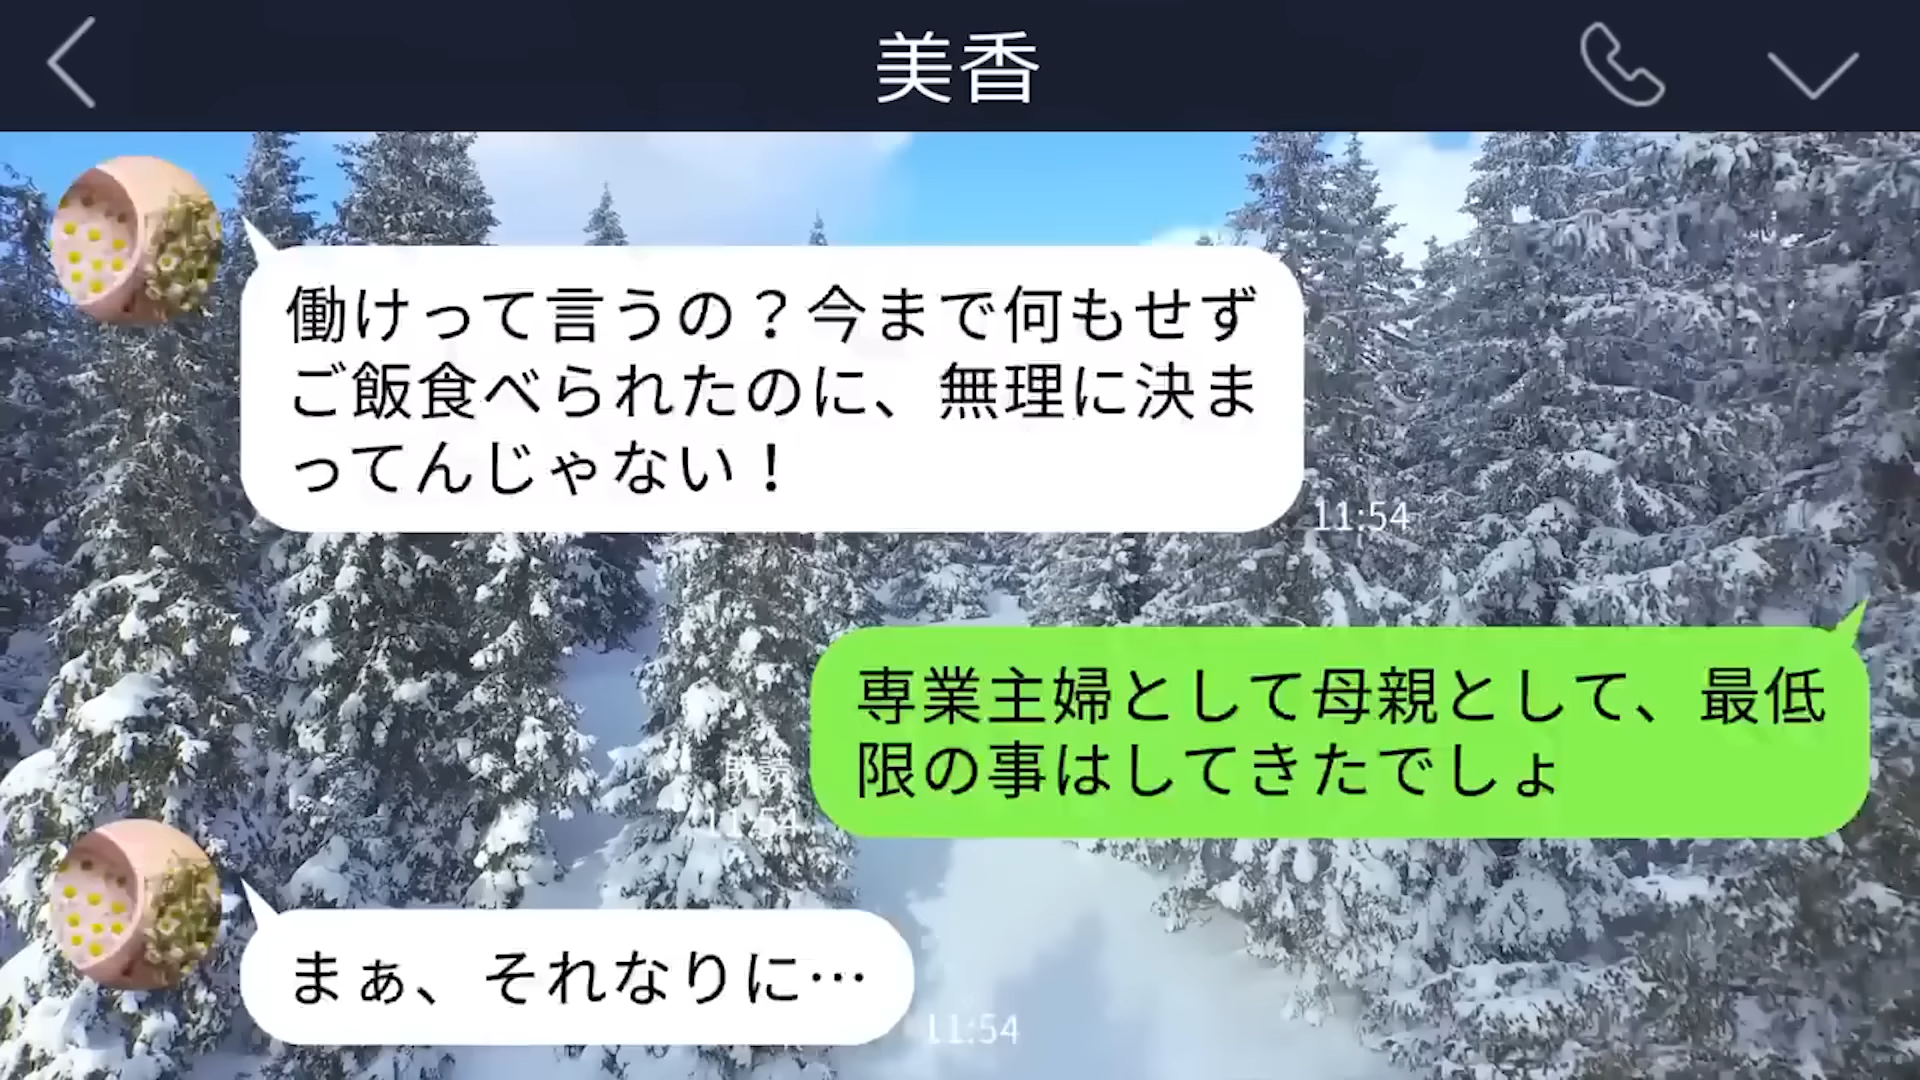 美香
働けって言うの？今まで何もせず
ご飯食べられたのに、無理に決ま
ってんじゃない！
11:54
専業主婦として母親として、最低
限の事はしてきたでしょ
既読
11:54
まぁ、それなりに…
11:54